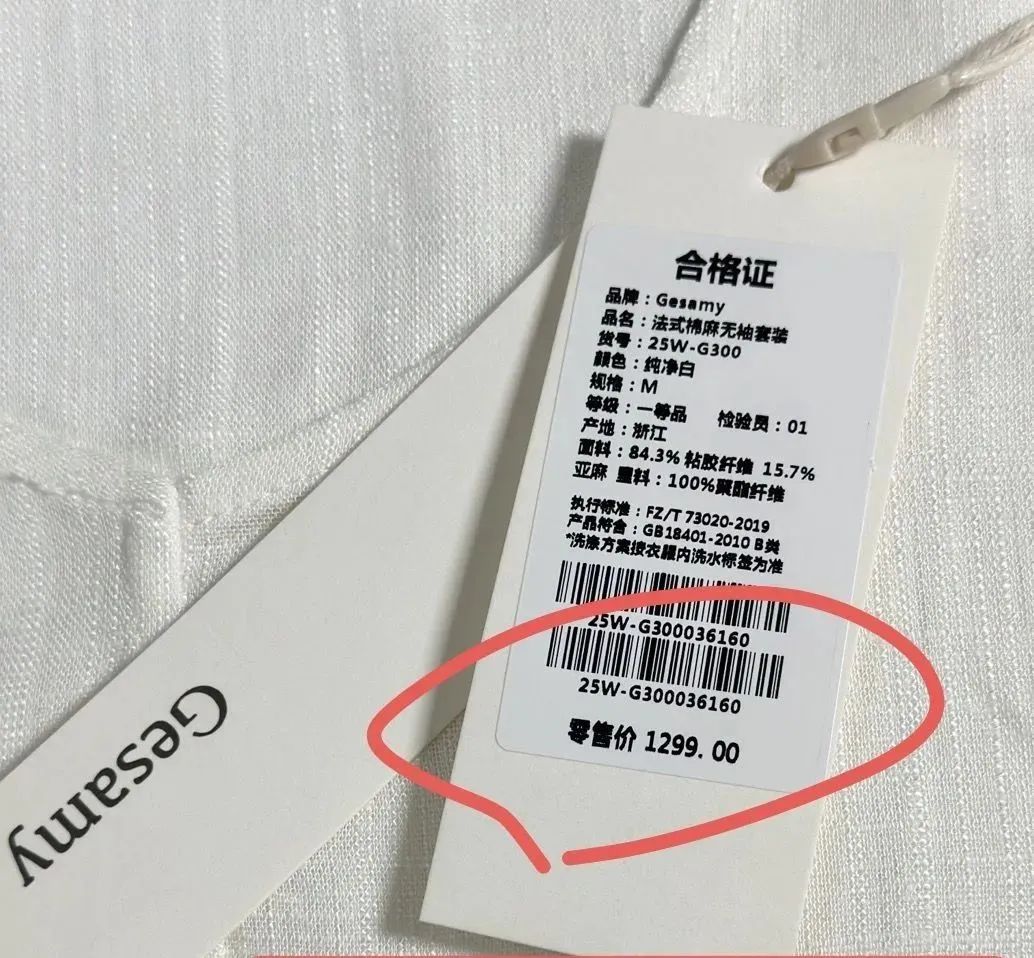 合格证
品牌：Gesamy
品名：法式棉麻无袖套装
货号：25W-G300
颜色：纯净白
规格：M
等级：一等品 检验员：01
产地：浙江
面料：84.3% 粘胶纤维 15.7%
亚麻 里料：100%聚酯纤维
执行标准：FZ/T 73020-2019
产品符合：GB18401-2010 B类
*洗涤方案按衣服内洗水标签为准
25W-G300036160
25W-G300036160
零售价 1299.00
Gesamy